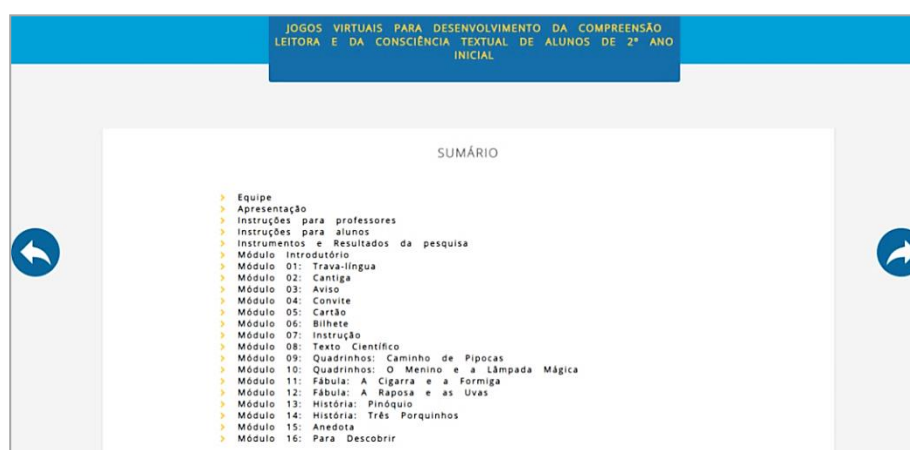 JOGOS VIRTUAIS PARA DESENVOLVIMENTO DA COMPREENSÃO
LEITORA E DA CONSCIÊNCIA TEXTUAL DE ALUNOS DE 2° ANO
INICIAL
SUMÁRIO
Equipe
Apresentação
Instruções para professores
Instruções para alunos
Instrumentos e Resultados da pesquisa
Módulo Introdutório
Módulo 01: Trava-língua
Módulo 02: Cantiga
Módulo 03: Aviso
Módulo 04: Convite
Módulo 05: Cartão
Módulo 06: Bilhete
Módulo 07: Instrução
Módulo 08: Texto Científico
Módulo 09: Quadrinhos: Caminho de Pipocas
Módulo 10: Quadrinhos: O Menino e a Lâmpada Mágica
Módulo 11: Fábula: A Cigarra e a Formiga
Módulo 12: Fábula: A Raposa e as Uvas
Módulo 13: História: Pinóquio
Módulo 14: História: Três Porquinhos
Módulo 15: Anedota
Módulo 16: Para Descobrir